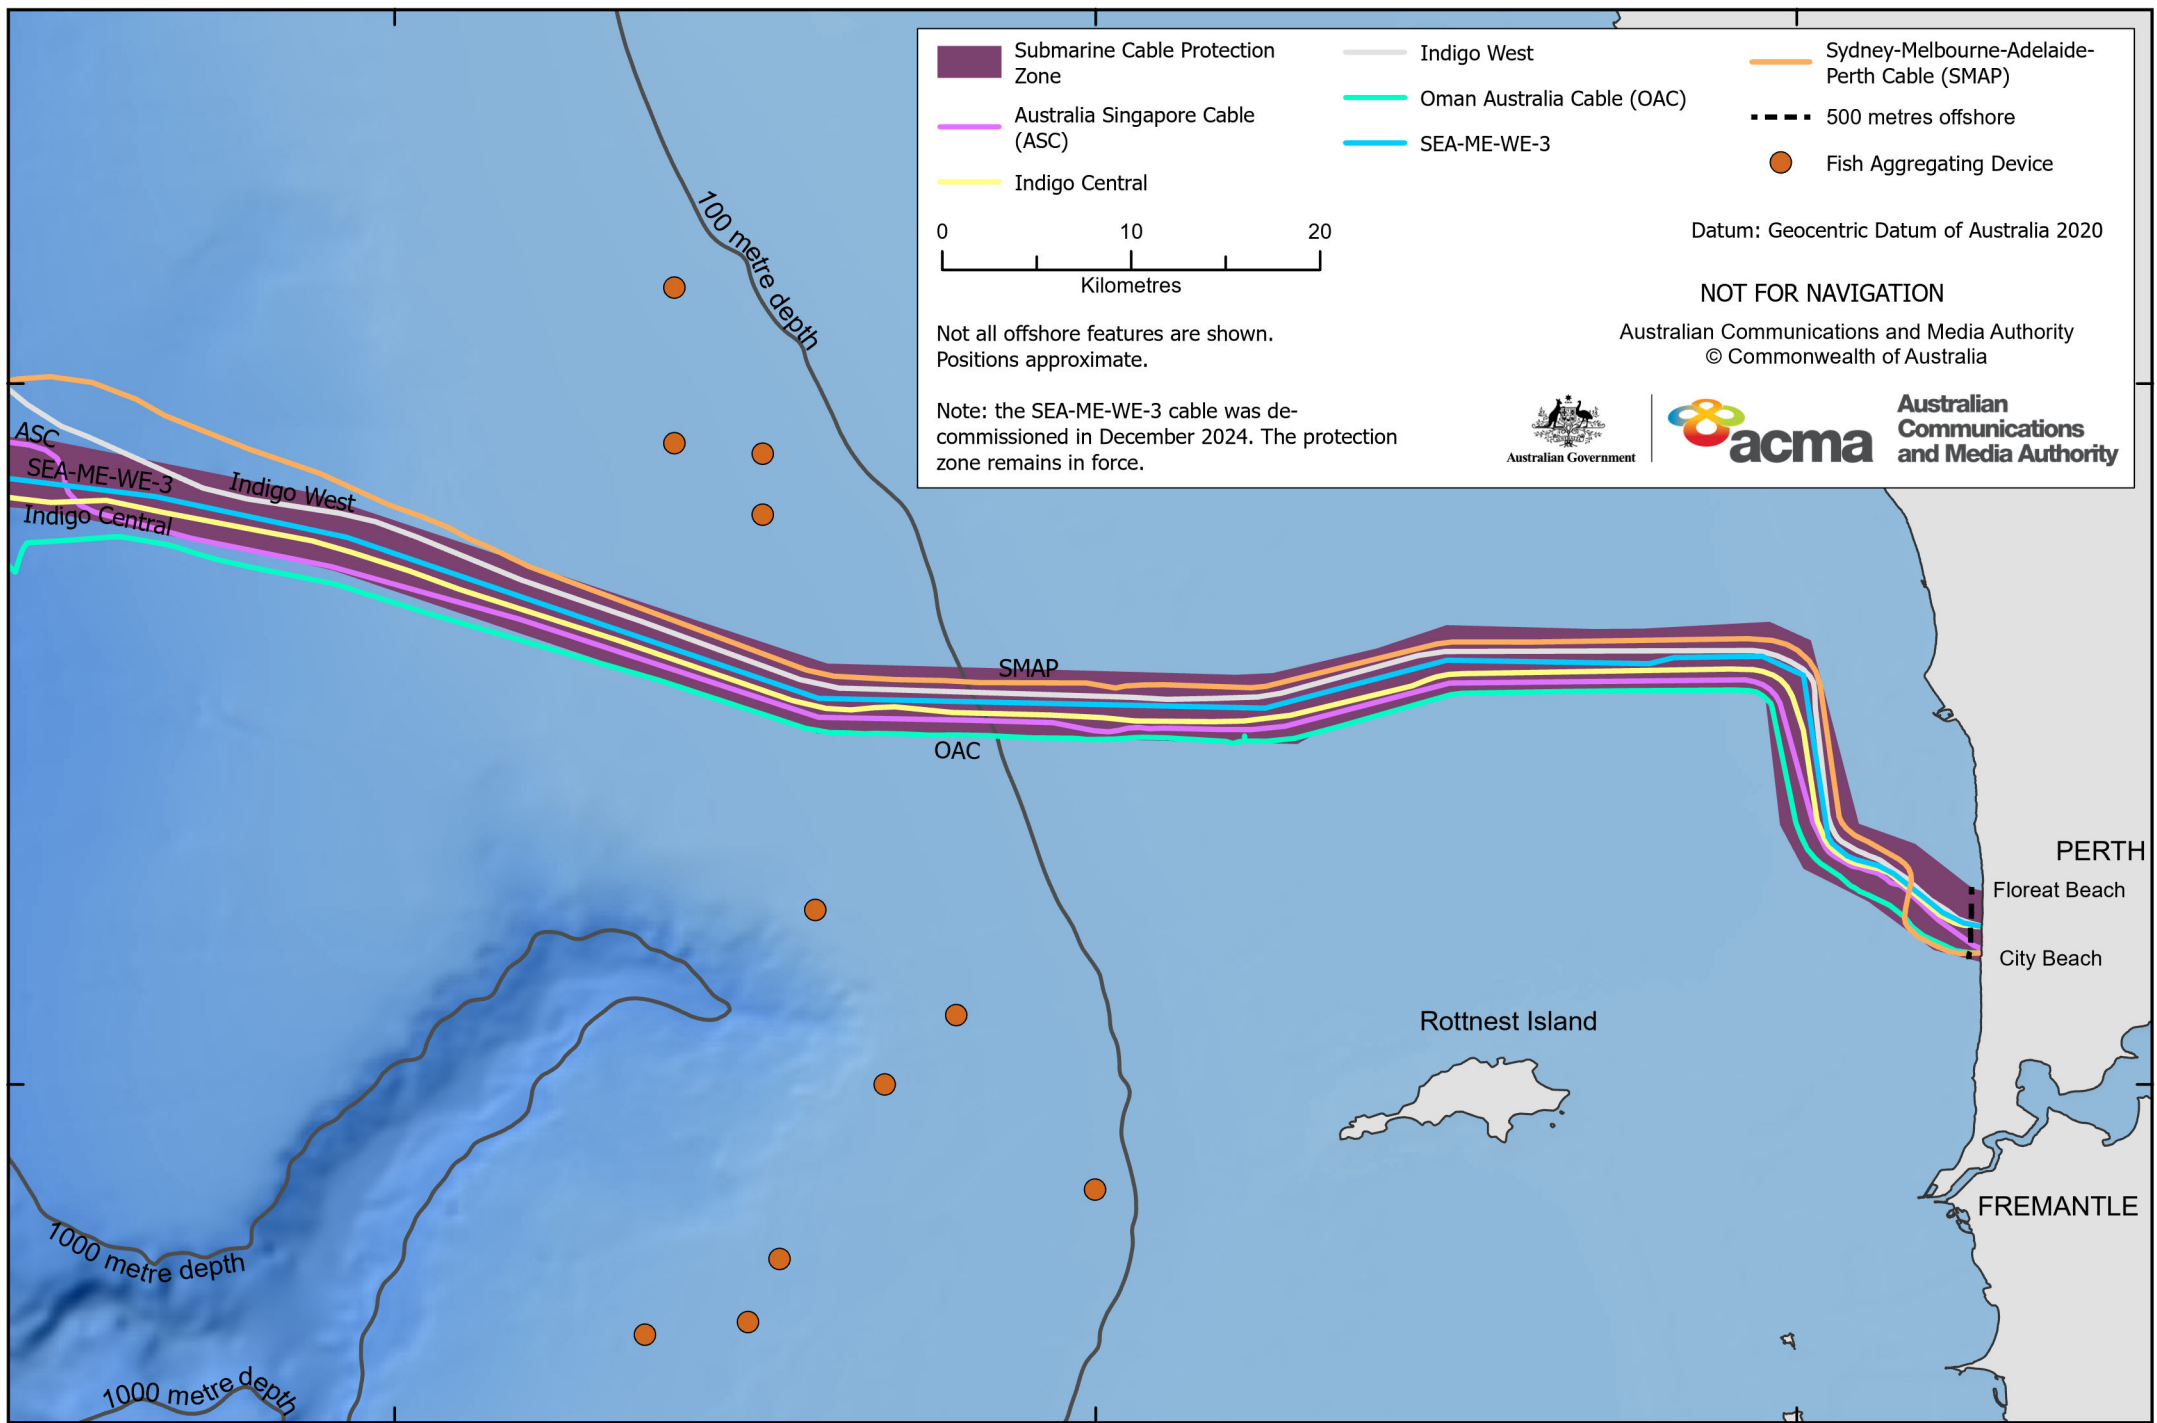 Submarine Cable Protection
Zone
Australia Singapore Cable
(ASC)
Indigo Central
Indigo West
Oman Australia Cable (OAC)
SEA-ME-WE-3
Sydney-Melbourne-Adelaide-
Perth Cable (SMAP)
500 metres offshore
Fish Aggregating Device
0 10 20
Kilometres
Datum: Geocentric Datum of Australia 2020
NOT FOR NAVIGATION
Australian Communications and Media Authority
© Commonwealth of Australia
Not all offshore features are shown.
Positions approximate.
Note: the SEA-ME-WE-3 cable was de-
commissioned in December 2024. The protection
zone remains in force.
Australian Government
acma
Australian
Communications
and Media Authority
100 metre depth
ASC
SEA-ME-WE-3
Indigo West
Indigo Central
SMAP
OAC
PERTH
Floreat Beach
City Beach
Rottnest Island
FREMANTLE
1000 metre depth
1000 metre depth